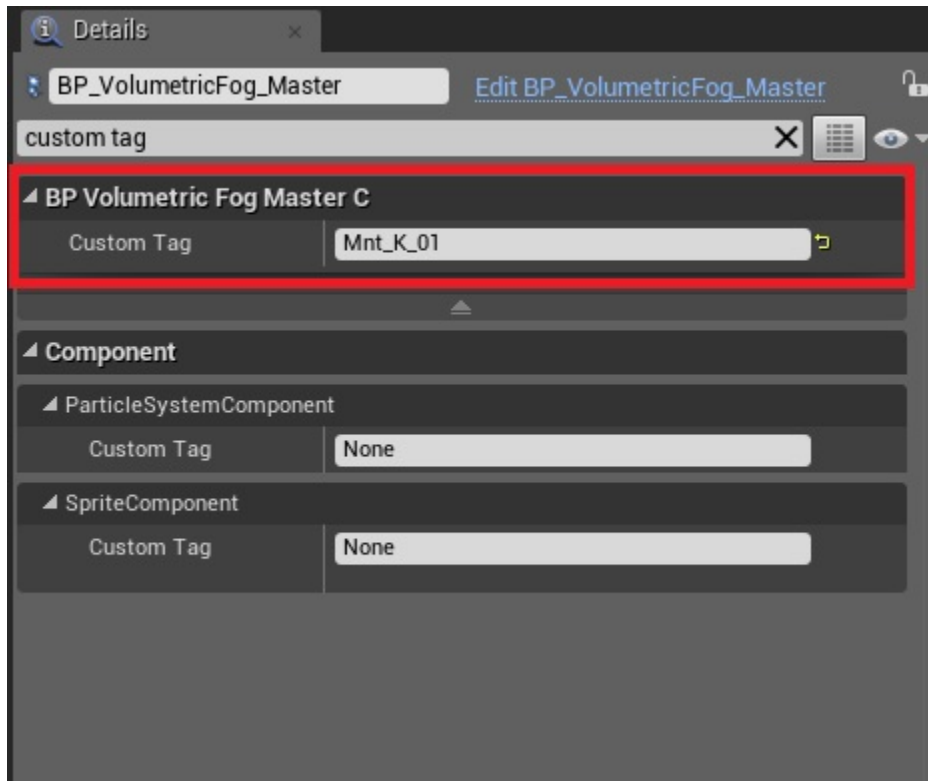 Details
BP_VolumetricFog_Master Edit BP_VolumetricFog_Master
custom tag
BP Volumetric Fog Master C
Custom Tag Mnt_K_01
Component
ParticleSystemComponent
Custom Tag None
SpriteComponent
Custom Tag None